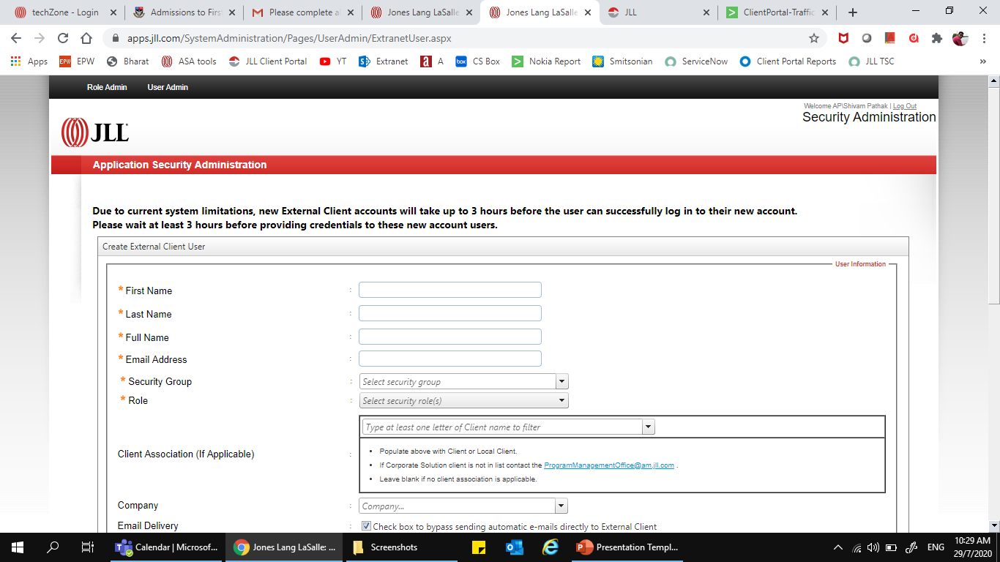 techZone - Login
Admissions to Firs
Please complete a
Jones Lang LaSalle
Jones Lang LaSalle
JLL
ClientPortal-Traffic
apps.jll.com/SystemAdministration/Pages/UserAdmin/ExtranetUser.aspx
Apps
EPW EPW
Bharat
ASA tools
JLL Client Portal
YT
Extranet
a A
box CS Box
Nokia Report
Smitsonian
ServiceNow
Client Portal Reports
JLL TSC
»
Role Admin User Admin
Welcome AP\Shivam Pathak | Log Out
Security Administration
JLL
Application Security Administration
Due to current system limitations, new External Client accounts will take up to 3 hours before the user can successfully log in to their new account.
Please wait at least 3 hours before providing credentials to these new account users.
Create External Client User
User Information
* First Name :
* Last Name :
* Full Name :
* Email Address :
* Security Group : Select security group
* Role : Select security role(s)
Type at least one letter of Client name to filter
• Populate above with Client or Local Client.
Client Association (If Applicable) :
• If Corporate Solution client is not in list contact the ProgramManagementOffice@am.jll.com .
• Leave blank if no client association is applicable.
Company : Company...
Email Delivery : Check box to bypass sending automatic e-mails directly to External Client
Calendar | Microsof...
Jones Lang LaSalle: ...
Screenshots
Presentation Templ...
ENG
10:29 AM
29/7/2020